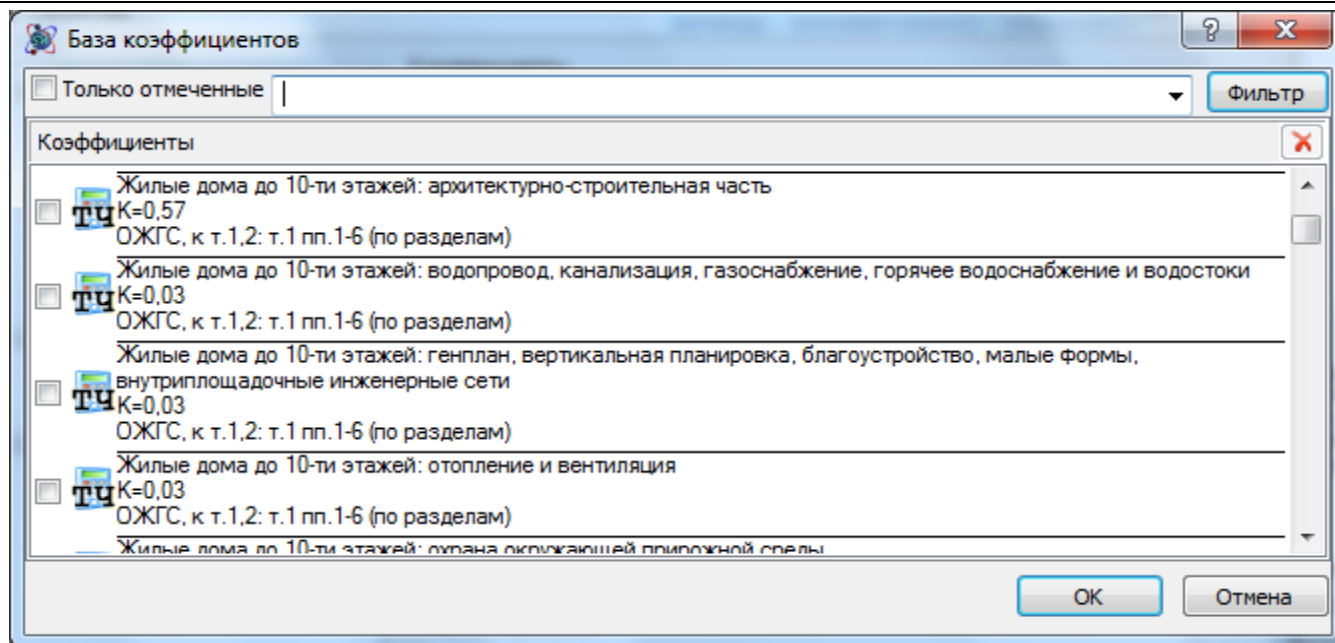 База коэффициентов
Только отмеченные
Фильтр
Коэффициенты
Жилые дома до 10-ти этажей: архитектурно-строительная часть
ТЧ К=0,57
ОЖГС, к т.1,2: т.1 пп.1-6 (по разделам)
Жилые дома до 10-ти этажей: водопровод, канализация, газоснабжение, горячее водоснабжение и водостоки
ТЧ К=0,03
ОЖГС, к т.1,2: т.1 пп.1-6 (по разделам)
Жилые дома до 10-ти этажей: генплан, вертикальная планировка, благоустройство, малые формы,
внутриплощадочные инженерные сети
ТЧ К=0,03
ОЖГС, к т.1,2: т.1 пп.1-6 (по разделам)
Жилые дома до 10-ти этажей: отопление и вентиляция
ТЧ К=0,03
ОЖГС, к т.1,2: т.1 пп.1-6 (по разделам)
Жилые дома до 10-ти этажей: охрана окружающей прирожной среды
ОК
Отмена